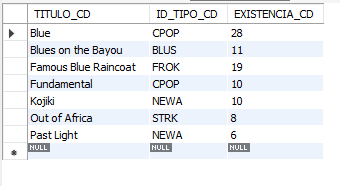 TITULO_CD ID_TIPO_CD EXISTENCIA_CD
Blue CPOP 28
Blues on the Bayou BLUS 11
Famous Blue Raincoat FROK 19
Fundamental CPOP 10
Kojiki NEWA 10
Out of Africa STRK 8
Past Light NEWA 6
NULL NULL NULL